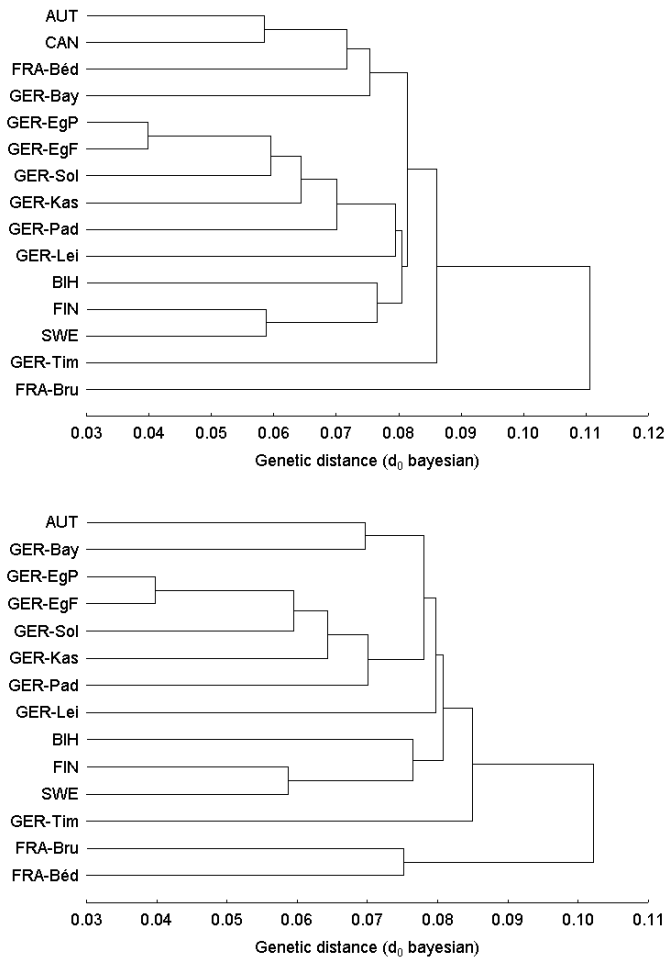 AUT
CAN
FRA-Béd
GER-Bay
GER-EgP
GER-EgF
GER-Sol
GER-Kas
GER-Pad
GER-Lei
BIH
FIN
SWE
GER-Tim
FRA-Bru
0.03 0.04 0.05 0.06 0.07 0.08 0.09 0.10 0.11 0.12
Genetic distance (d₀ bayesian)
AUT
GER-Bay
GER-EgP
GER-EgF
GER-Sol
GER-Kas
GER-Pad
GER-Lei
BIH
FIN
SWE
GER-Tim
FRA-Bru
FRA-Béd
0.03 0.04 0.05 0.06 0.07 0.08 0.09 0.10 0.11
Genetic distance (d₀ bayesian)